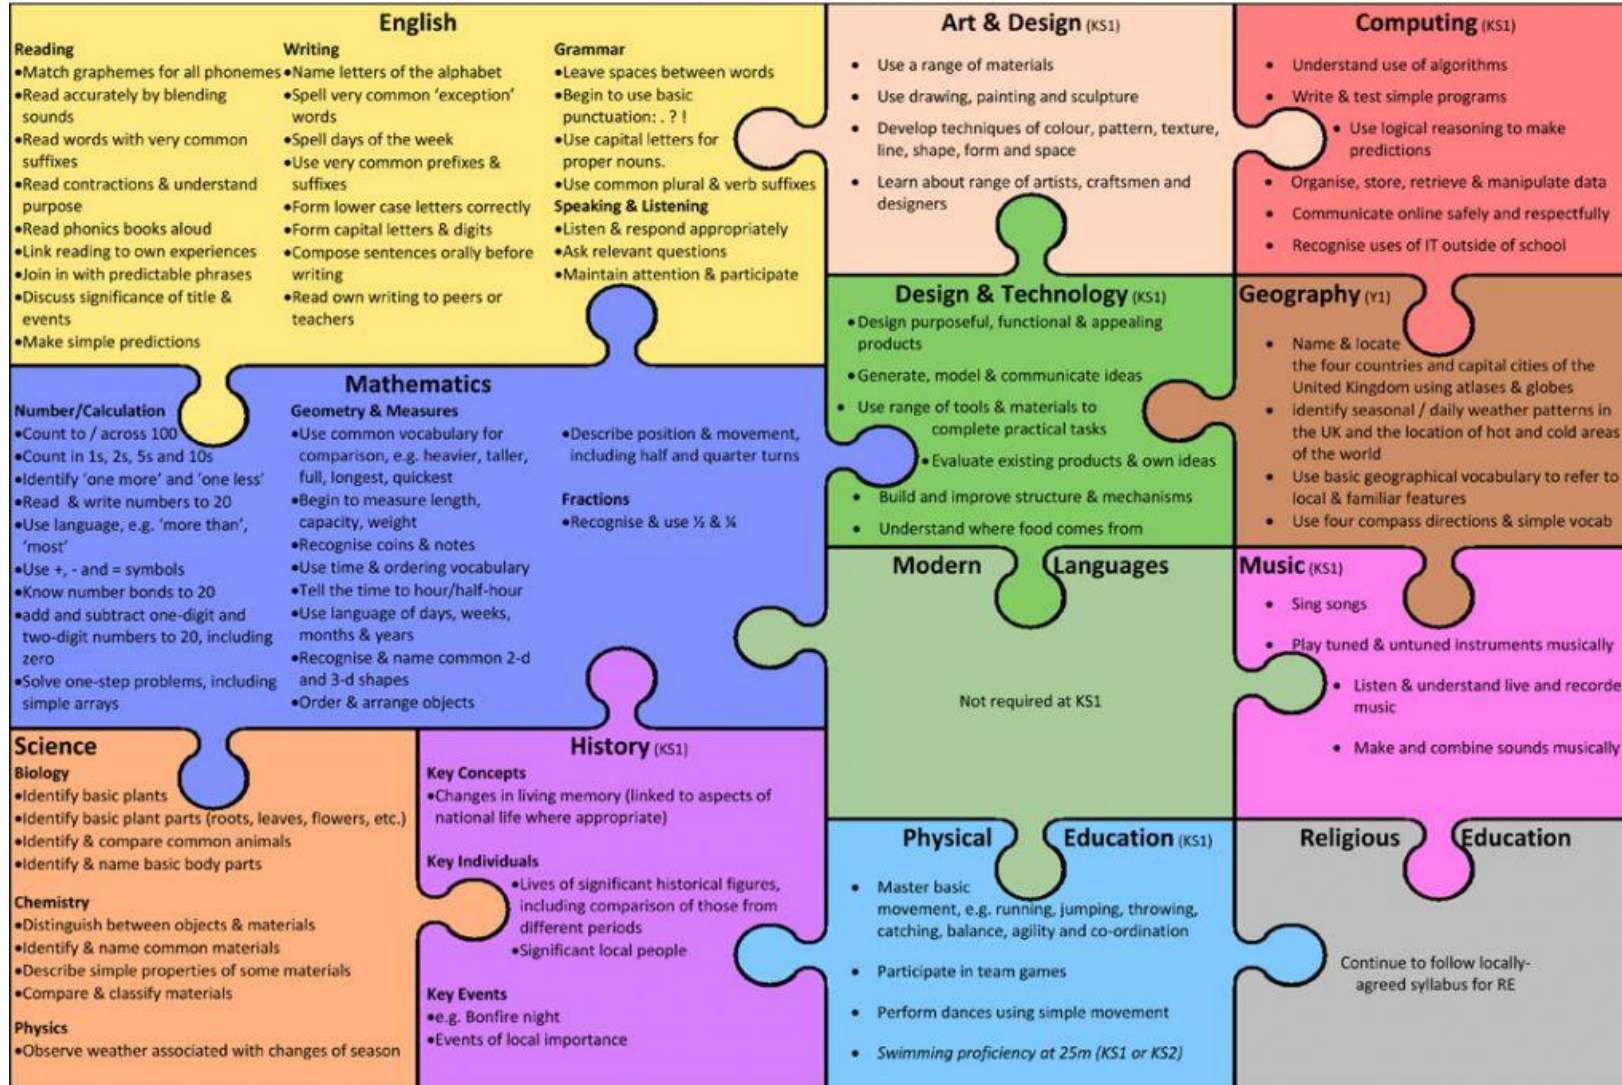 English
Reading
•Match graphemes for all phonemes
•Read accurately by blending
sounds
•Read words with very common
suffixes
•Read contractions & understand
purpose
•Read phonics books aloud
•Link reading to own experiences
•Join in with predictable phrases
•Discuss significance of title &
events
•Make simple predictions
Writing
•Name letters of the alphabet
•Spell very common ‘exception’
words
•Spell days of the week
•Use very common prefixes &
suffixes
•Form lower case letters correctly
•Form capital letters & digits
•Compose sentences orally before
writing
•Read own writing to peers or
teachers
Grammar
•Leave spaces between words
•Begin to use basic
punctuation: . ? !
•Use capital letters for
proper nouns.
•Use common plural & verb suffixes
Speaking & Listening
•Listen & respond appropriately
•Ask relevant questions
•Maintain attention & participate
Art & Design (KS1)
• Use a range of materials
• Use drawing, painting and sculpture
• Develop techniques of colour, pattern, texture,
line, shape, form and space
• Learn about range of artists, craftsmen and
designers
Computing (KS1)
• Understand use of algorithms
• Write & test simple programs
• Use logical reasoning to make
predictions
• Organise, store, retrieve & manipulate data
• Communicate online safely and respectfully
• Recognise uses of IT outside of school
Mathematics
Number/Calculation
•Count to / across 100
•Count in 1s, 2s, 5s and 10s
•Identify ‘one more’ and ‘one less’
•Read & write numbers to 20
•Use language, e.g. ‘more than’,
‘most’
•Use +, - and = symbols
•Know number bonds to 20
•add and subtract one-digit and
two-digit numbers to 20, including
zero
•Solve one-step problems, including
simple arrays
Geometry & Measures
•Use common vocabulary for
comparison, e.g. heavier, taller,
full, longest, quickest
•Begin to measure length,
capacity, weight
•Recognise coins & notes
•Use time & ordering vocabulary
•Tell the time to hour/half-hour
•Use language of days, weeks,
months & years
•Recognise & name common 2-d
and 3-d shapes
•Order & arrange objects
•Describe position & movement,
including half and quarter turns
Fractions
•Recognise & use ½ & ¼
Design & Technology (KS1)
•Design purposeful, functional & appealing
products
•Generate, model & communicate ideas
• Use range of tools & materials to
complete practical tasks
• Evaluate existing products & own ideas
• Build and improve structure & mechanisms
• Understand where food comes from
Geography (Y1)
• Name & locate
the four countries and capital cities of the
United Kingdom using atlases & globes
• identify seasonal / daily weather patterns in
the UK and the location of hot and cold areas
of the world
• Use basic geographical vocabulary to refer to
local & familiar features
• Use four compass directions & simple vocab
Modern Languages
Not required at KS1
Music (KS1)
• Sing songs
• Play tuned & untuned instruments musically
• Listen & understand live and recorde
music
• Make and combine sounds musically
Science
Biology
•Identify basic plants
•Identify basic plant parts (roots, leaves, flowers, etc.)
•Identify & compare common animals
•Identify & name basic body parts
Chemistry
•Distinguish between objects & materials
•Identify & name common materials
•Describe simple properties of some materials
•Compare & classify materials
Physics
•Observe weather associated with changes of season
History (KS1)
Key Concepts
•Changes in living memory (linked to aspects of
national life where appropriate)
Key Individuals
•Lives of significant historical figures,
including comparison of those from
different periods
•Significant local people
Key Events
•e.g. Bonfire night
•Events of local importance
Physical Education (KS1)
• Master basic
movement, e.g. running, jumping, throwing,
catching, balance, agility and co-ordination
• Participate in team games
• Perform dances using simple movement
• Swimming proficiency at 25m (KS1 or KS2)
Religious Education
Continue to follow locally-
agreed syllabus for RE